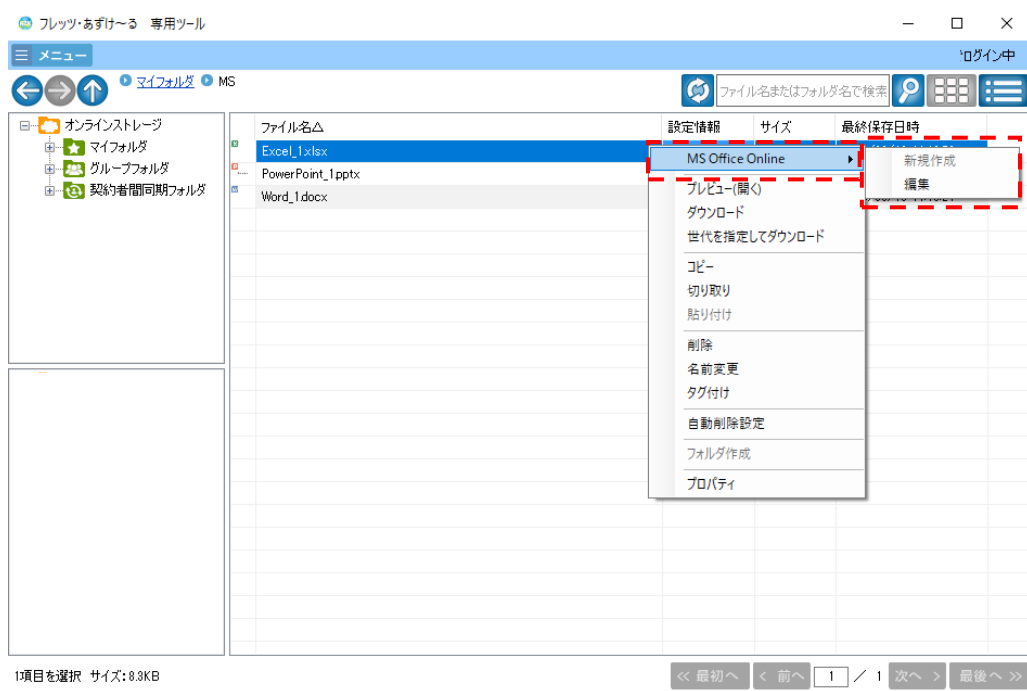 フレッツ・あずけ～る 専用ツール
メニュー
ログイン中
マイフォルダ MS
ファイル名またはフォルダ名で検索
オンラインストレージ
マイフォルダ
グループフォルダ
契約者間同期フォルダ
ファイル名△ 設定情報 サイズ 最終保存日時
Excel_1.xlsx
PowerPoint_1.pptx
Word_1.docx
MS Office Online
プレビュー(開く)
ダウンロード
世代を指定してダウンロード
コピー
切り取り
貼り付け
削除
名前変更
タグ付け
自動削除設定
フォルダ作成
プロパティ
新規作成
編集
1項目を選択 サイズ:8.3KB
<< 最初へ < 前へ 1 / 1 次へ > 最後へ >>